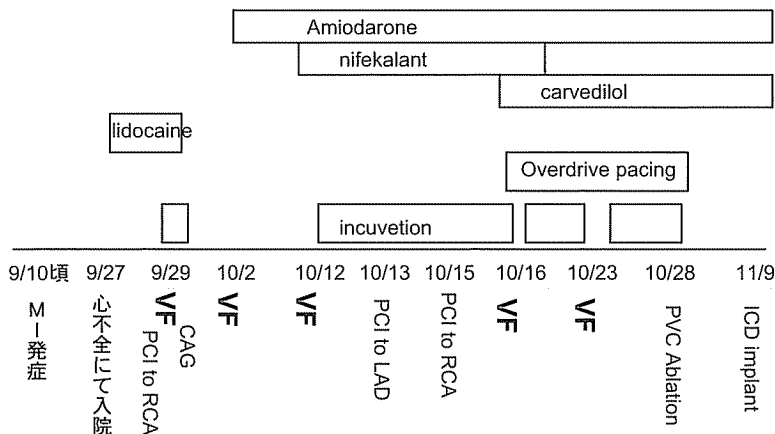 Amiodarone
nifekalant
carvedilol
lidocaine
Overdrive pacing
incuvetion
9/10頃 9/27 9/29 10/2 10/12 10/13 10/15 10/16 10/23 10/28 11/9
MI発症
心不全にて入院
VF
CAG
PCI to RCA
VF
VF
PCI to LAD
PCI to RCA
VF
VF
PVC Ablation
ICD implant